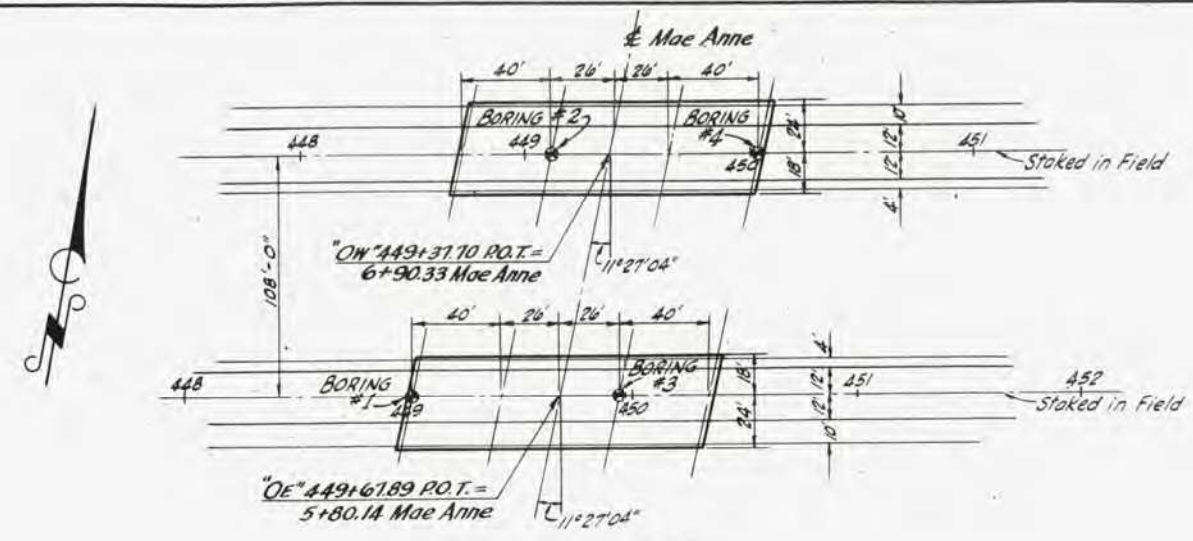 ℄ Mae Anne
40' 26' 26' 40'
BORING #2
BORING
#4
10'
24'
12'
448
449
450
451
12'
18'
4'
Staked in Field
108'-0"
"OW" 449+37.70 P.O.T. =
6+90.33 Mae Anne
11°27'04"
40' 26' 26' 40'
4'
18'
12'
448
BORING
#1
449
BORING
#3
450
451
452
12'
24'
10'
Staked in Field
"OE" 449+67.89 P.O.T. =
5+80.14 Mae Anne
11°27'04"